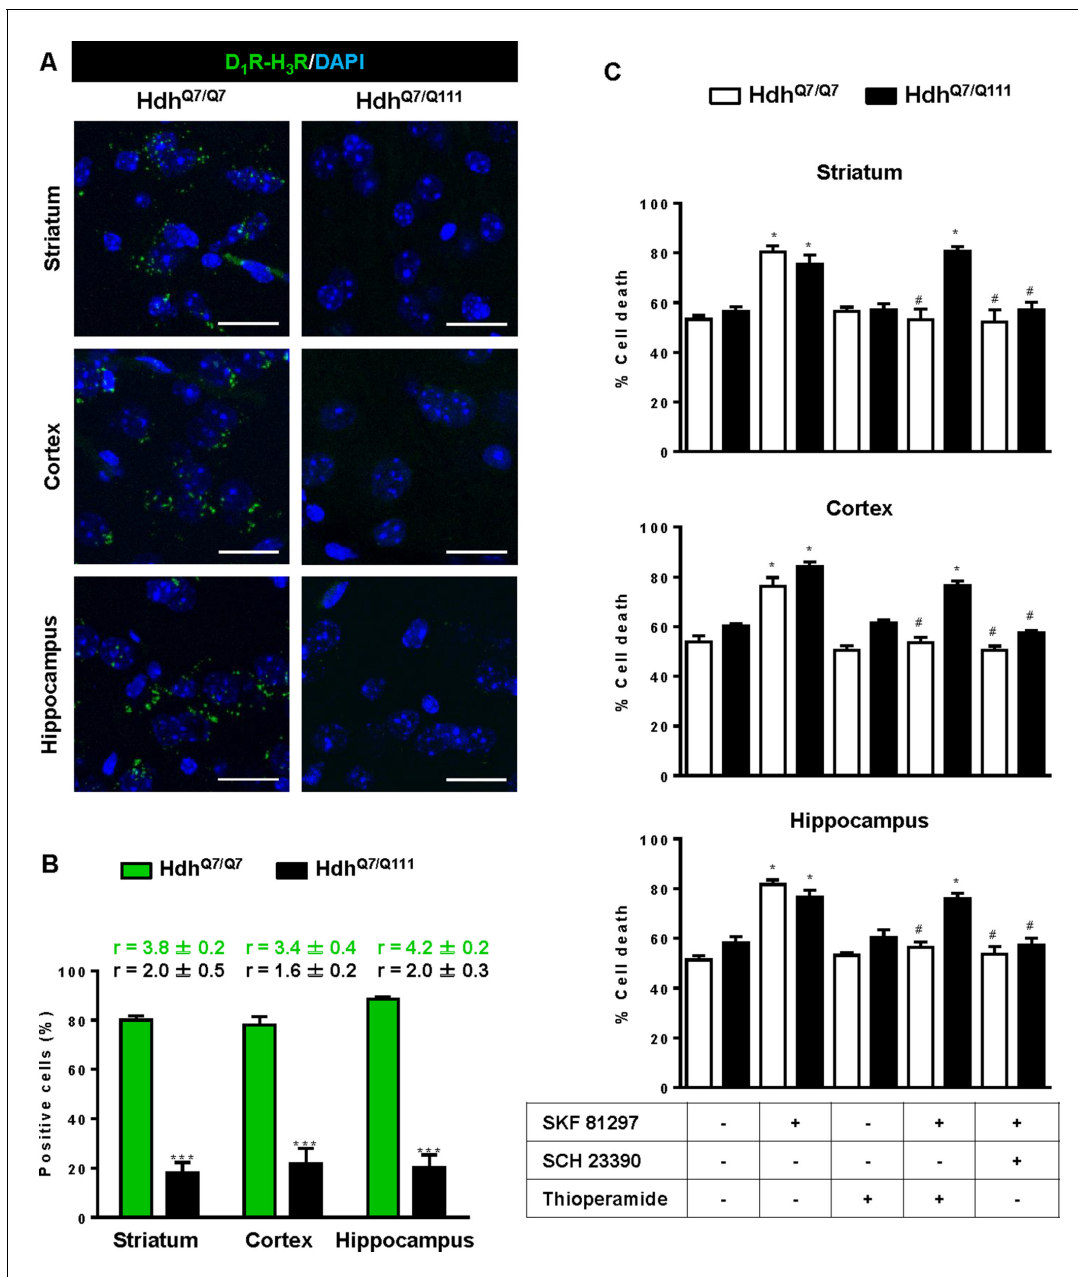 A
D1R-H3R/DAPI
HdhQ7/Q7
HdhQ7/Q111
Striatum
Cortex
Hippocampus
B
HdhQ7/Q7
HdhQ7/Q111
r = 3.8 ± 0.2
r = 3.4 ± 0.4
r = 4.2 ± 0.2
r = 2.0 ± 0.5
r = 1.6 ± 0.2
r = 2.0 ± 0.3
Positive cells (%)
100
80
60
40
20
0
***
***
***
Striatum
Cortex
Hippocampus
C
HdhQ7/Q7
HdhQ7/Q111
Striatum
% Cell death
100
80
60
40
20
0
*
*
#
*
#
#
Cortex
% Cell death
100
80
60
40
20
0
*
*
#
*
#
#
Hippocampus
% Cell death
100
80
60
40
20
0
*
*
#
*
#
#
SKF 81297 - + - + +
SCH 23390 - - - - +
Thioperamide - - + + -